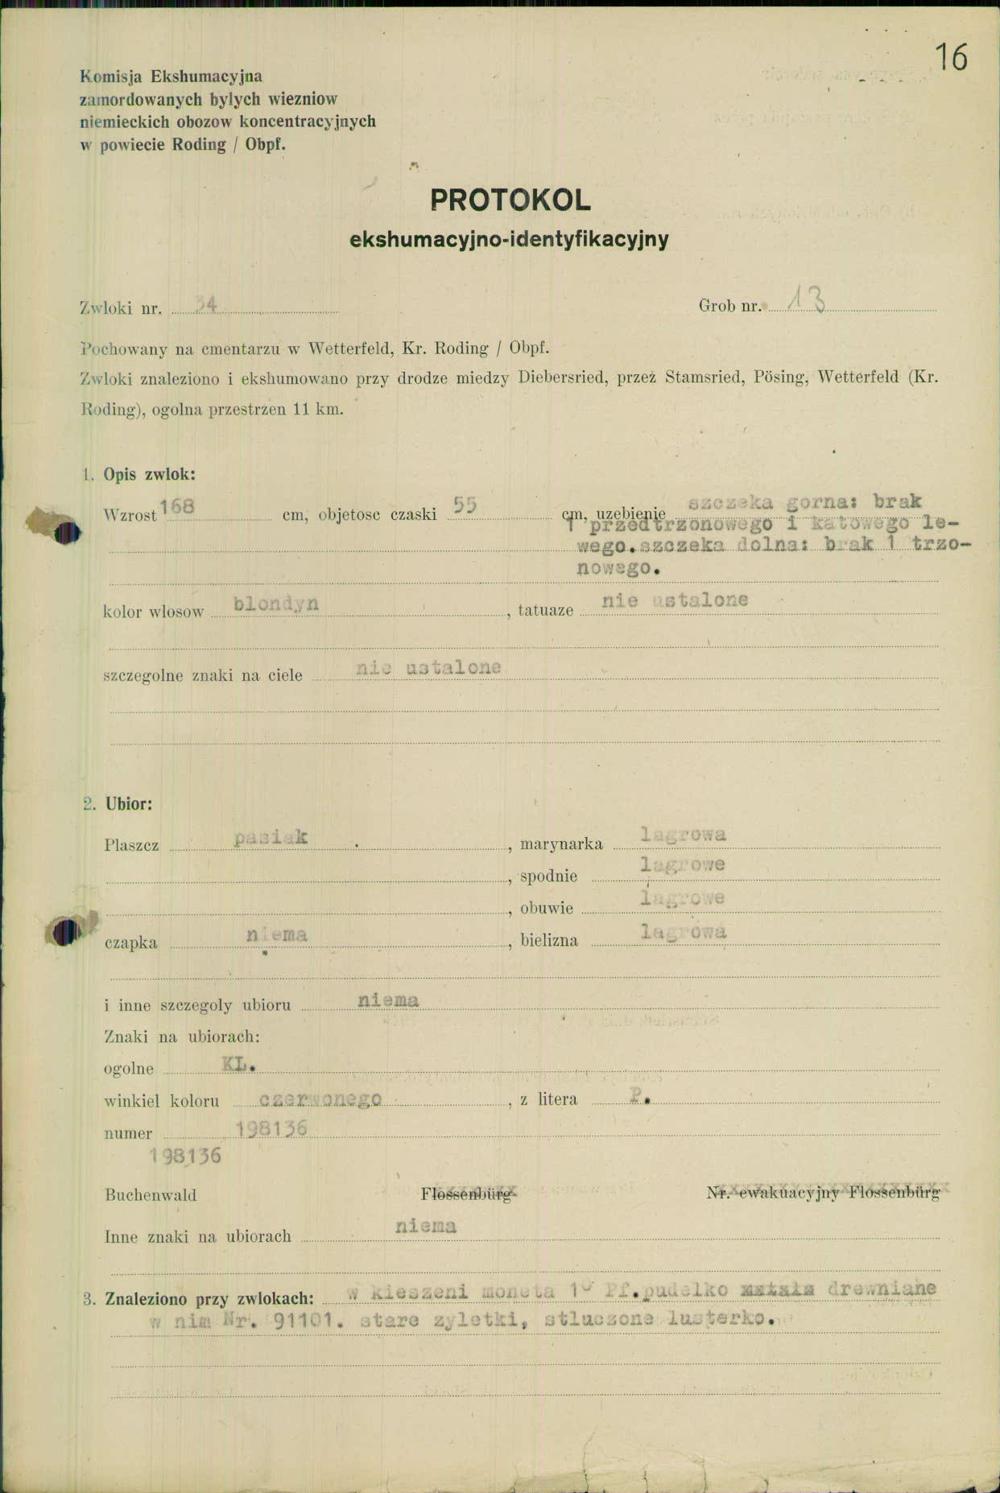 16
Komisja Ekshumacyjna
zamordowanych bylych wiezniow
niemieckich obozow koncentracyjnych
w powiecie Roding / Obpf.
PROTOKOL
ekshumacyjno-identyfikacyjny
Zwloki nr. 34 Grob nr. 13
Pochowany na cmentarzu w Wetterfeld, Kr. Roding / Obpf.
Zwloki znaleziono i ekshumowano przy drodze miedzy Diebersried, przez Stamsried, Pösing, Wetterfeld (Kr.
Roding), ogolna przestrzen 11 km.
1. Opis zwlok:
Wzrost 168 cm, objetosc czaski 55 cm, uzebienie szczeka gorna: brak
1 przedtrzonowego i katowego le-
wego. szczeka dolna: brak 1 trzo-
nowego.
kolor wlosow blondyn, tatuaze nie ustalone
szczegolne znaki na ciele nie ustalone
2. Ubior:
Plaszcz pasiak, marynarka lagrowa
, spodnie lagrowe
, obuwie lagrowe
czapka niema, bielizna lagrowa
i inne szczegoly ubioru niema
Znaki na ubiorach:
ogolne KL.
winkiel koloru czerwonego, z litera P.
numer 198136
198136
Buchenwald Flossenbürg Nr. ewakuacyjny Flossenbürg
Inne znaki na ubiorach niema
3. Znaleziono przy zwlokach: w kieszeni moneta Pf. pudelko drewniane
w nim Nr. 91101. stare zyletki, stluczone lusterko.